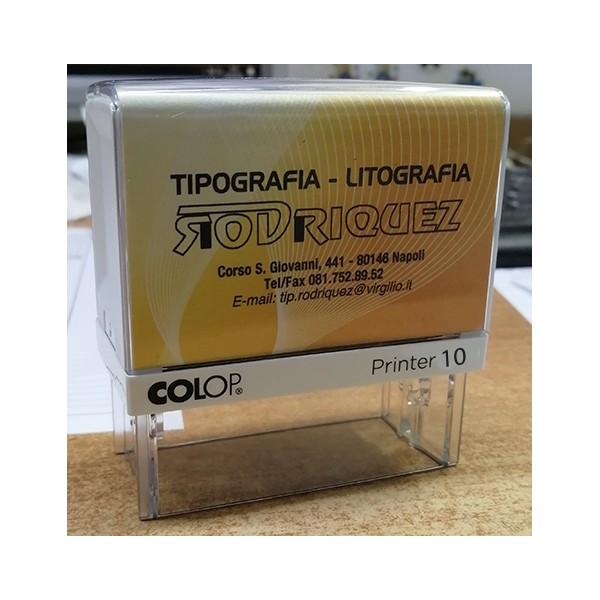 TIPOGRAFIA - LITOGRAFIA
RODRIQUEZ
Corso S. Giovanni, 441 - 80146 Napoli
Tel/Fax 081.752.89.52
E-mail: tip.rodriquez@virgilio.it
COLOP® Printer 10